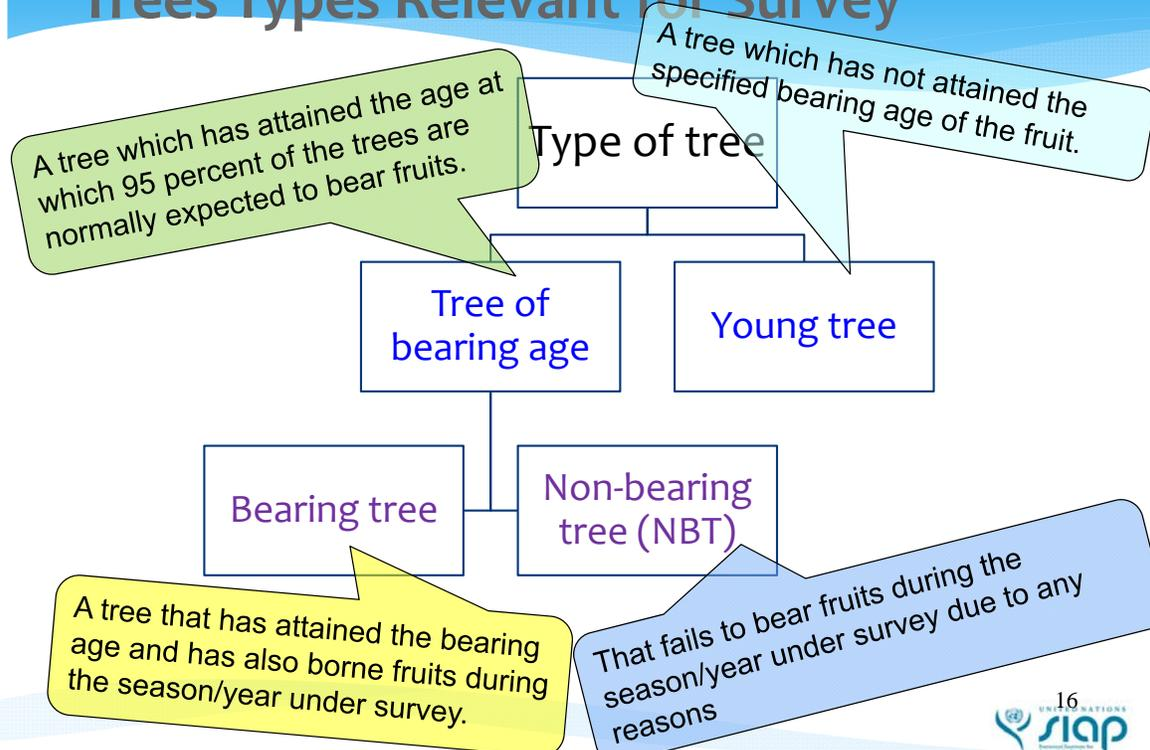 Trees Types Relevant for Survey
A tree which has not attained the
specified bearing age of the fruit.
A tree which has attained the age at
which 95 percent of the trees are
normally expected to bear fruits.
Type of tree
Tree of
bearing age
Young tree
Bearing tree
Non-bearing
tree (NBT)
A tree that has attained the bearing
age and has also borne fruits during
the season/year under survey.
That fails to bear fruits during the
season/year under survey due to any
reasons
16
UNITED NATIONS
siap